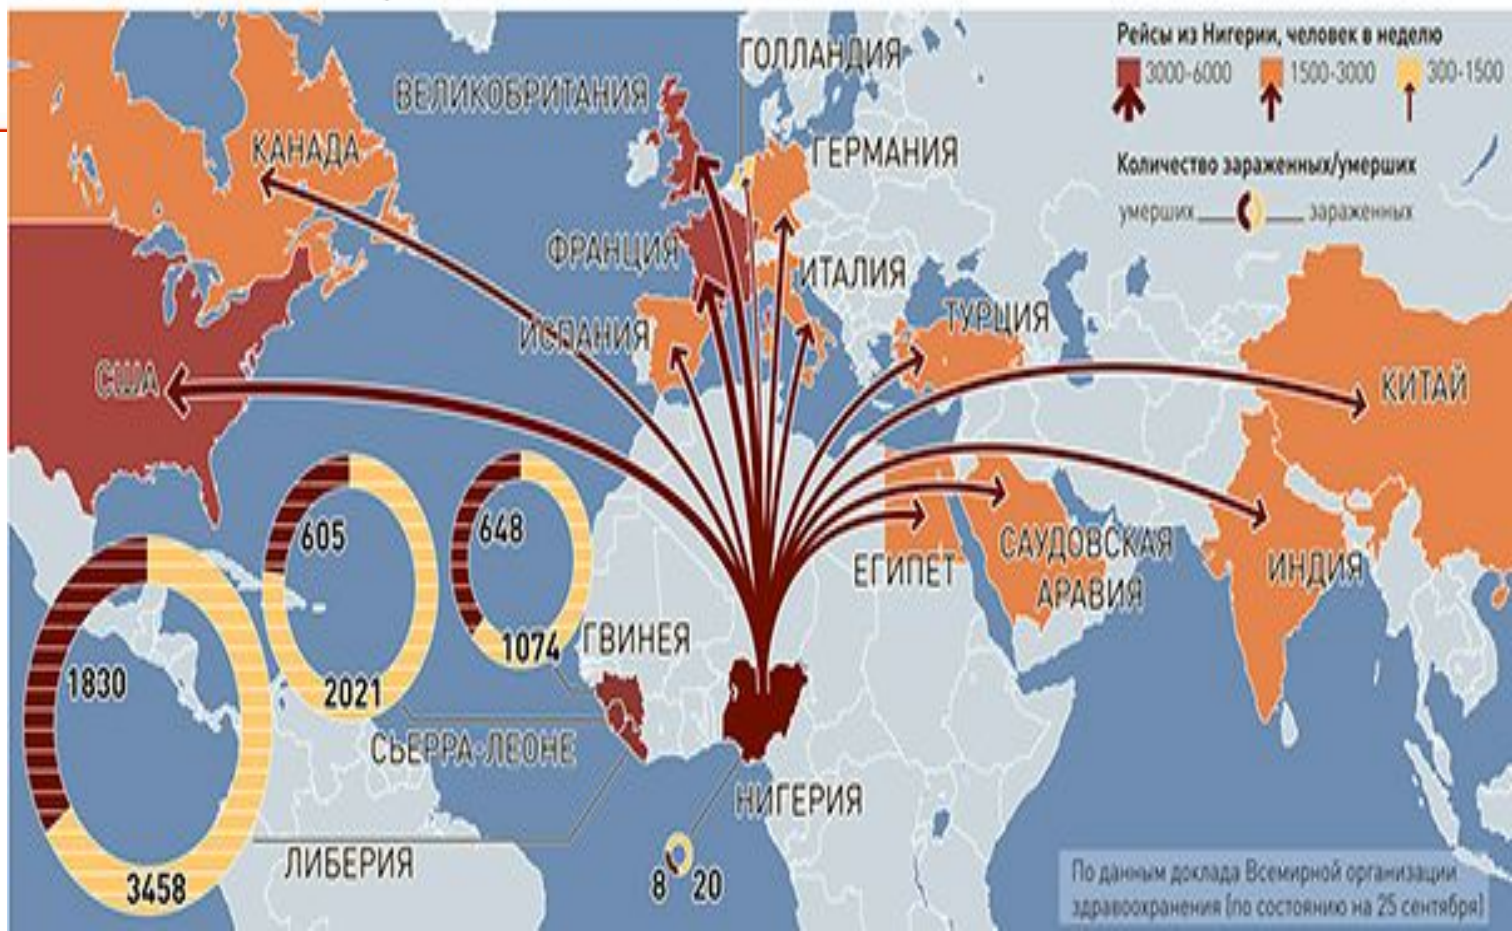 Рейсы из Нигерии, человек в неделю
3000-6000 1500-3000 300-1500
Количество зараженных/умерших
умерших зараженных
ГОЛЛАНДИЯ
ВЕЛИКОБРИТАНИЯ
КАНАДА
ГЕРМАНИЯ
ФРАНЦИЯ
ИТАЛИЯ
ИСПАНИЯ
ТУРЦИЯ
США
КИТАЙ
ЕГИПЕТ
САУДОВСКАЯ
АРАВИЯ
ИНДИЯ
605
648
1074
ГВИНЕЯ
1830
2021
СЬЕРРА-ЛЕОНЕ
НИГЕРИЯ
ЛИБЕРИЯ
3458
8 20
По данным доклада Всемирной организации
здравоохранения (по состоянию на 25 сентября)